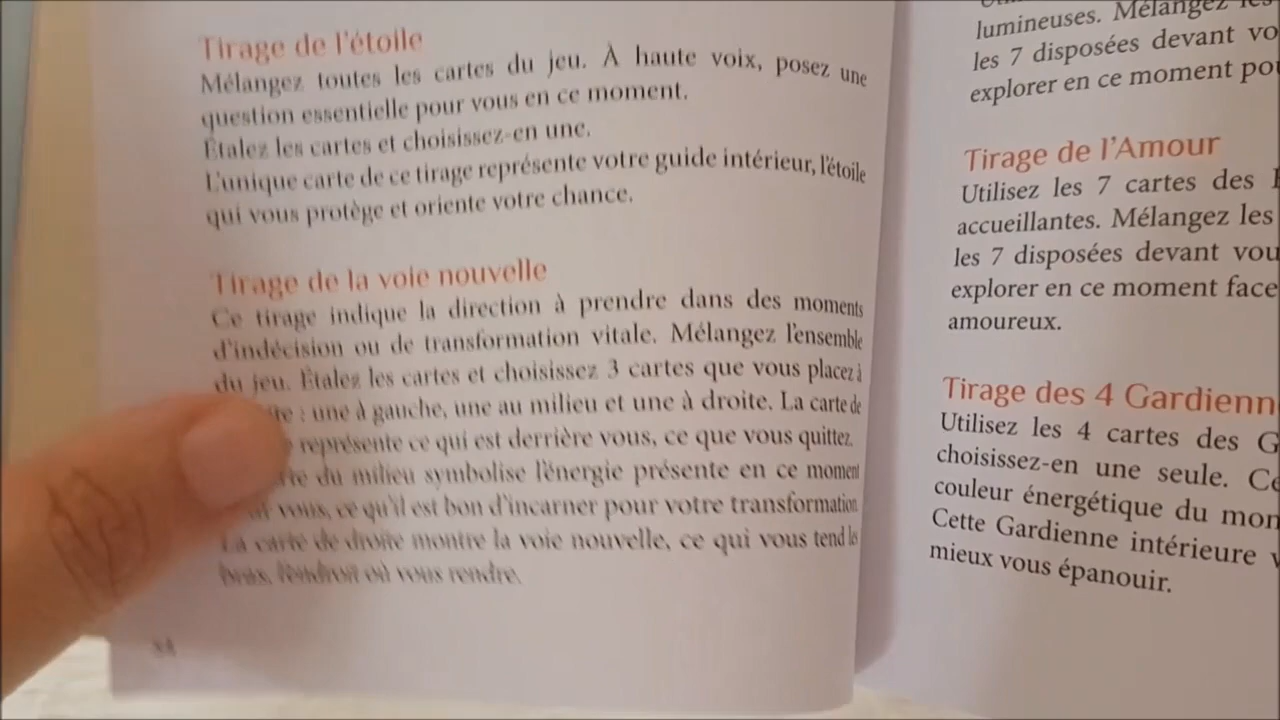 Tirage de l'étoile
Mélangez toutes les cartes du jeu. À haute voix, posez une
question essentielle pour vous en ce moment.
Étalez les cartes et choisissez-en une.
L'unique carte de ce tirage représente votre guide intérieur, l'étoile
qui vous protège et oriente votre chance.
Tirage de la voie nouvelle
Ce tirage indique la direction à prendre dans des moments
d'indécision ou de transformation vitale. Mélangez l'ensemble
du jeu. Étalez les cartes et choisissez 3 cartes que vous placez à
: une à gauche, une au milieu et une à droite. La carte de
représente ce qui est derrière vous, ce que vous quittez.
du milieu symbolise l'énergie présente en ce moment
vous, ce qu'il est bon d'incarner pour votre transformation
La carte de droite montre la voie nouvelle, ce qui vous tend les
bras, l'endroit où vous rendre.
lumineuses. Mélangez les
les 7 disposées devant vo
explorer en ce moment pou
Tirage de l'Amour
Utilisez les 7 cartes des
accueillantes. Mélangez les
les 7 disposées devant vou
explorer en ce moment face
amoureux.
Tirage des 4 Gardienn
Utilisez les 4 cartes des G
choisissez-en une seule. Ce
couleur énergétique du mon
Cette Gardienne intérieure v
mieux vous épanouir.